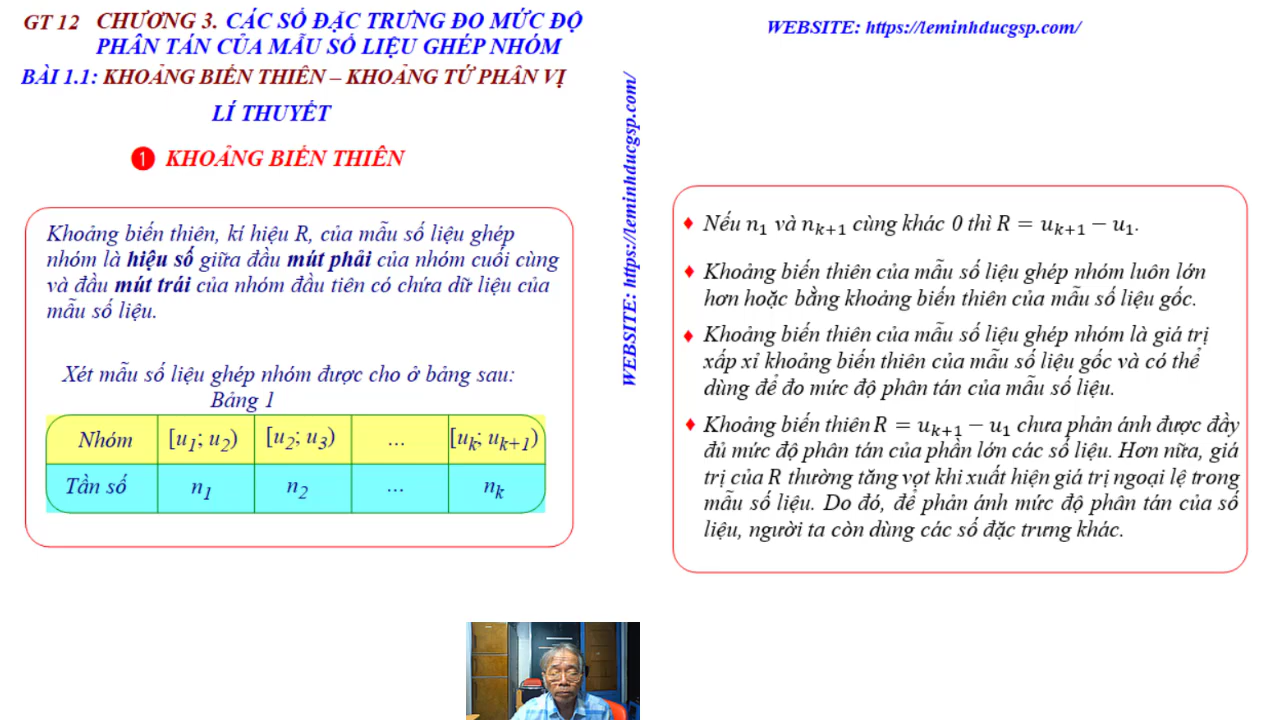 GT 12 CHƯƠNG 3. CÁC SỐ ĐẶC TRƯNG ĐO MỨC ĐỘ
PHÂN TÁN CỦA MẪU SỐ LIỆU GHÉP NHÓM
BÀI 1.1: KHOẢNG BIẾN THIÊN – KHOẢNG TỨ PHÂN VỊ
LÍ THUYẾT
❶ KHOẢNG BIẾN THIÊN
Khoảng biến thiên, kí hiệu R, của mẫu số liệu ghép
nhóm là hiệu số giữa đầu mút phải của nhóm cuối cùng
và đầu mút trái của nhóm đầu tiên có chứa dữ liệu của
mẫu số liệu.
Xét mẫu số liệu ghép nhóm được cho ở bảng sau:
Bảng 1
Nhóm [u₁; u₂) [u₂; u₃) ... [uₖ; uₖ₊₁)
Tần số n₁ n₂ ... nₖ
WEBSITE: https://leminhducgsp.com/
WEBSITE: https://leminhducgsp.com/
♦ Nếu n₁ và nₖ₊₁ cùng khác 0 thì R = uₖ₊₁ − u₁.
♦ Khoảng biến thiên của mẫu số liệu ghép nhóm luôn lớn
hơn hoặc bằng khoảng biến thiên của mẫu số liệu gốc.
♦ Khoảng biến thiên của mẫu số liệu ghép nhóm là giá trị
xấp xỉ khoảng biến thiên của mẫu số liệu gốc và có thể
dùng để đo mức độ phân tán của mẫu số liệu.
♦ Khoảng biến thiên R = uₖ₊₁ − u₁ chưa phản ánh được đầy
đủ mức độ phân tán của phần lớn các số liệu. Hơn nữa, giá
trị của R thường tăng vọt khi xuất hiện giá trị ngoại lệ trong
mẫu số liệu. Do đó, để phản ánh mức độ phân tán của số
liệu, người ta còn dùng các số đặc trưng khác.